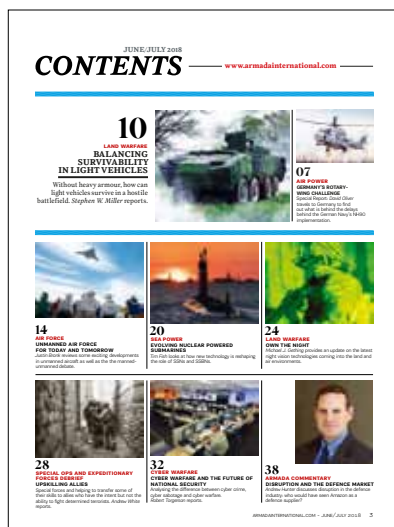 JUNE/JULY 2018
CONTENTS
www.armadainternational.com
10
LAND WARFARE
BALANCING
SURVIVABILITY
IN LIGHT VEHICLES
Without heavy armour, how can
light vehicles survive in a hostile
battlefield. Stephen W. Miller reports.
07
AIR POWER
GERMANY'S ROTARY-
WING CHALLENGE
Special Report: David Oliver
travels to Germany to find
out what is behind the delays
behind the German Navy's NH90
implementation.
14
AIR FORCE
UNMANNED AIR FORCE
FOR TODAY AND TOMORROW
Justin Bronk reviews some exciting developments
in unmanned aircraft as well as the the manned-
unmanned debate.
20
SEA POWER
EVOLVING NUCLEAR POWERED
SUBMARINES
Tim Fish looks at how new technology is reshaping
the role of SSNs and SSBNs.
24
LAND WARFARE
OWN THE NIGHT
Michael J. Gething provides an update on the latest
night vision technologies coming into the land and
air environments.
28
SPECIAL OPS AND EXPEDITIONARY
FORCES DEBRIEF
UPSKILLING ALLIES
Special forces and helping to transfer some of
their skills to allies who have the intent but not the
ability to fight determined terrorists. Andrew White
reports.
32
CYBER WARFARE
CYBER WARFARE AND THE FUTURE OF
NATIONAL SECURITY
Analysing the difference between cyber crime,
cyber sabotage and cyber warfare.
Robert Torgerson reports.
38
ARMADA COMMENTARY
DISRUPTION AND THE DEFENCE MARKET
Andrew Hunter discusses disruption in the defence
industry: who would have seen Amazon as a
defence supplier?
ARMADAINTERNATIONAL.COM – JUNE/JULY 2018 3